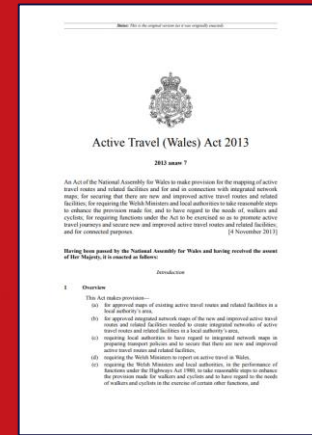 Status: This is the original version (as it was originally enacted).
Active Travel (Wales) Act 2013
2013 anaw 7
An Act of the National Assembly for Wales to make provision for the mapping of active
travel routes and related facilities and for and in connection with integrated network
maps; for securing that there are new and improved active travel routes and related
facilities; for requiring the Welsh Ministers and local authorities to take reasonable steps
to enhance the provision made for, and to have regard to the needs of, walkers and
cyclists; for requiring functions under the Act to be exercised so as to promote active
travel journeys and secure new and improved active travel routes and related facilities;
and for connected purposes. [4 November 2013]
Having been passed by the National Assembly for Wales and having received the assent
of Her Majesty, it is enacted as follows:
Introduction
1 Overview
This Act makes provision—
(a) for approved maps of existing active travel routes and related facilities in a
local authority's area,
(b) for approved integrated network maps of the new and improved active travel
routes and related facilities needed to create integrated networks of active
travel routes and related facilities in a local authority's area,
(c) requiring local authorities to have regard to integrated network maps in
preparing transport policies and to secure that there are new and improved
active travel routes and related facilities,
(d) requiring the Welsh Ministers to report on active travel in Wales,
(e) requiring the Welsh Ministers and local authorities, in the performance of
functions under the Highways Act 1980, to take reasonable steps to enhance
the provision made for walkers and cyclists and to have regard to the needs
of walkers and cyclists in the exercise of certain other functions, and